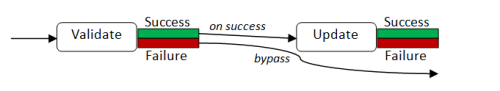 Success
on success
Success
Validate
Update
Failure
bypass
Failure